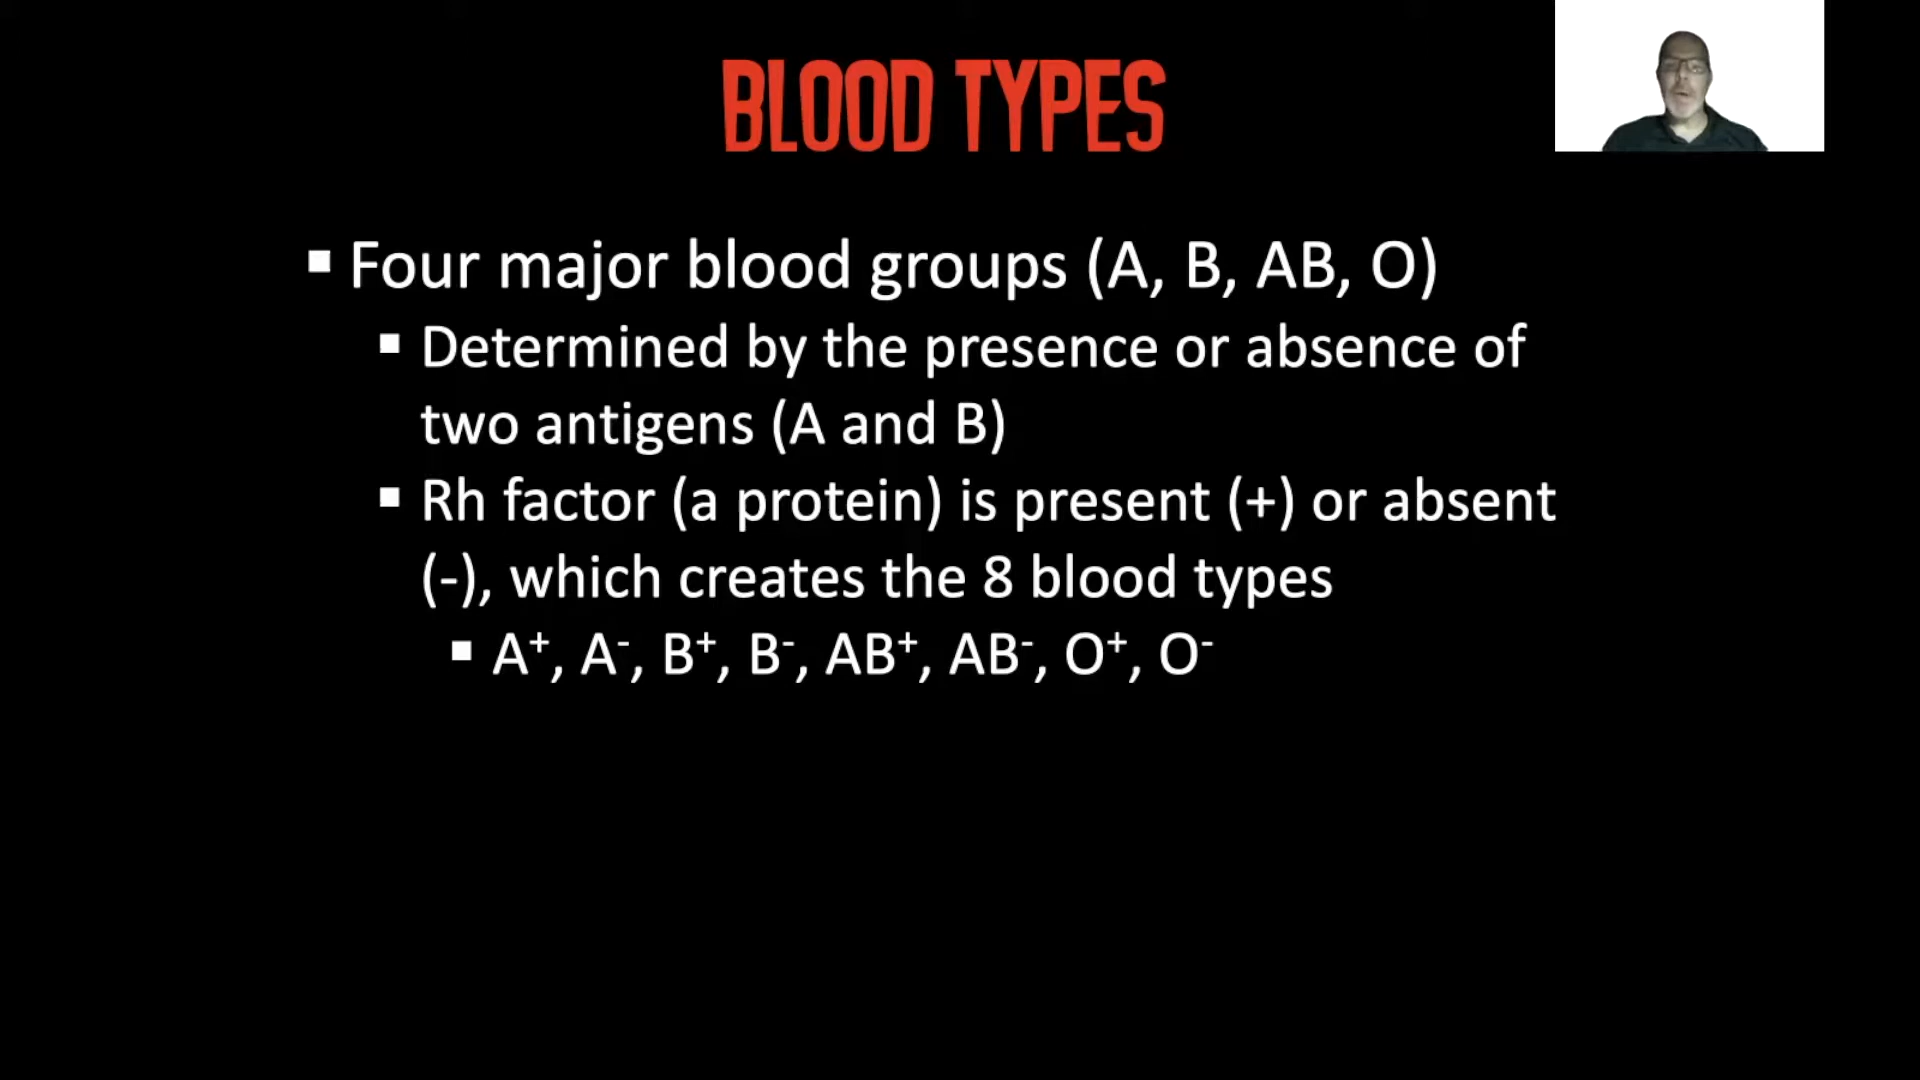 BLOOD TYPES
▪ Four major blood groups (A, B, AB, O)
▪ Determined by the presence or absence of
two antigens (A and B)
▪ Rh factor (a protein) is present (+) or absent
(-), which creates the 8 blood types
▪ A⁺, A⁻, B⁺, B⁻, AB⁺, AB⁻, O⁺, O⁻